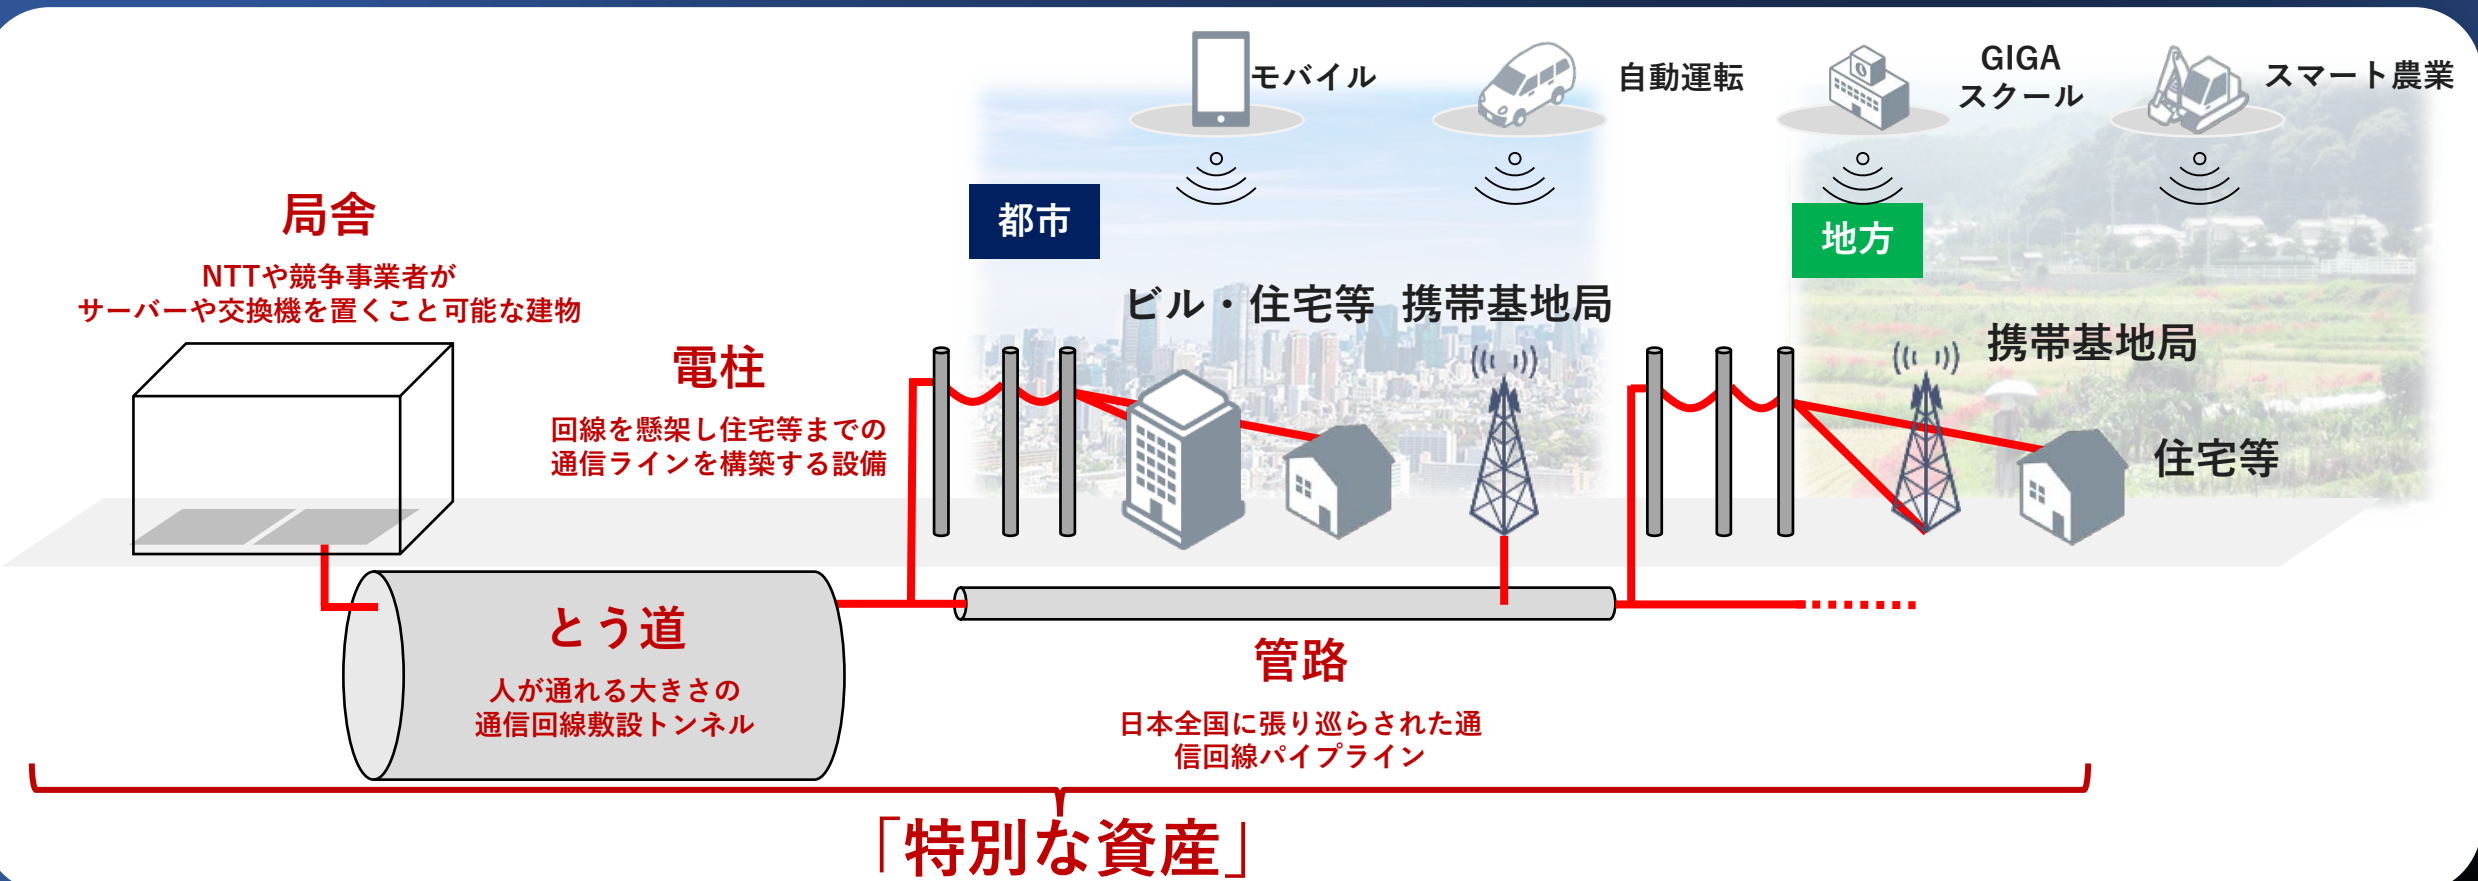 モバイル
自動運転
GIGA
スクール
スマート農業
局舎
NTTや競争事業者が
サーバーや交換機を置くこと可能な建物
都市
地方
ビル・住宅等
携帯基地局
電柱
回線を懸架し住宅等までの
通信ラインを構築する設備
携帯基地局
住宅等
とう道
人が通れる大きさの
通信回線敷設トンネル
管路
日本全国に張り巡らされた通
信回線パイプライン
「特別な資産」